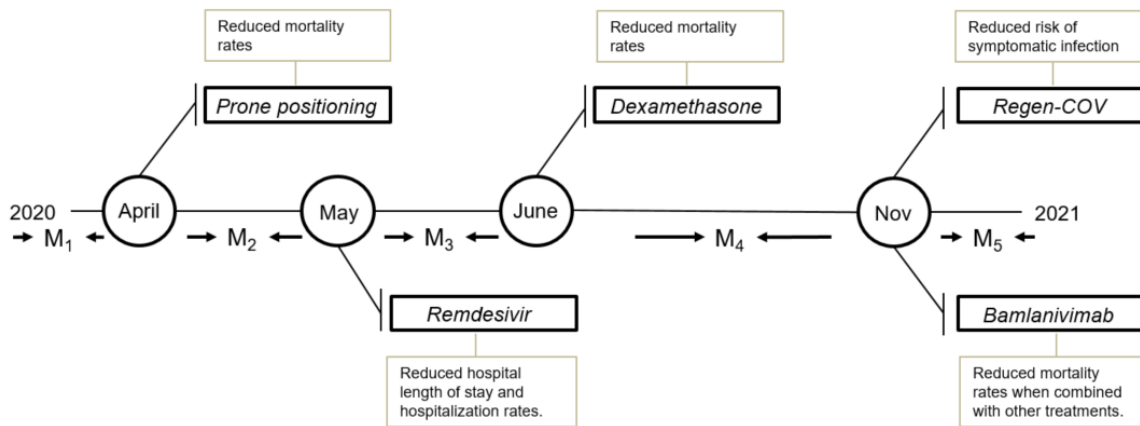 Reduced mortality
rates
Reduced mortality
rates
Reduced risk of
symptomatic infection
Prone positioning
Dexamethasone
Regen-COV
2020
April
May
June
Nov
2021
M₁
M₂
M₃
M₄
M₅
Remdesivir
Bamlanivimab
Reduced hospital
length of stay and
hospitalization rates.
Reduced mortality
rates when combined
with other treatments.